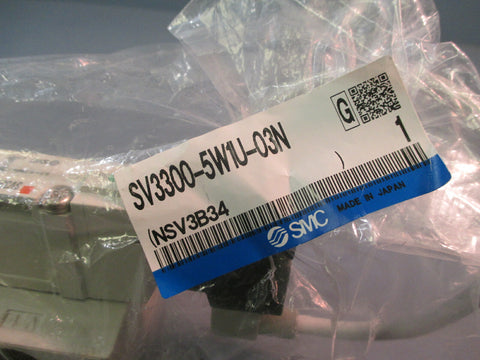 G
SV3300-5W1U-03N
1
(NSV3B34 )
SMC MADE IN JAPAN